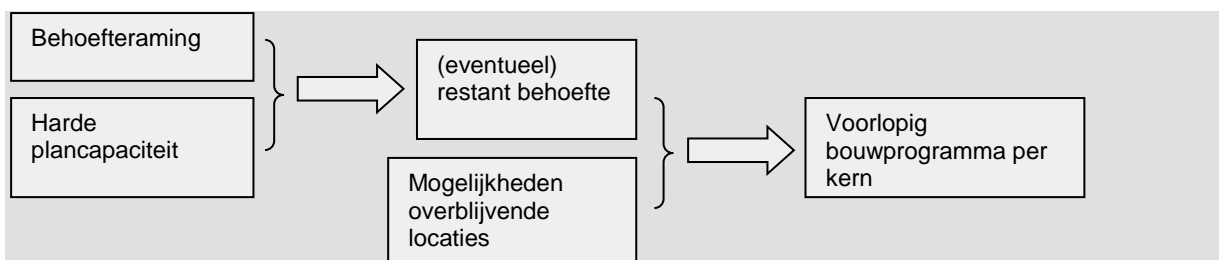 Behoefteraming
Harde
plancapaciteit
(eventueel)
restant behoefte
Mogelijkheden
overblijvende
locaties
Voorlopig
bouwprogramma per
kern